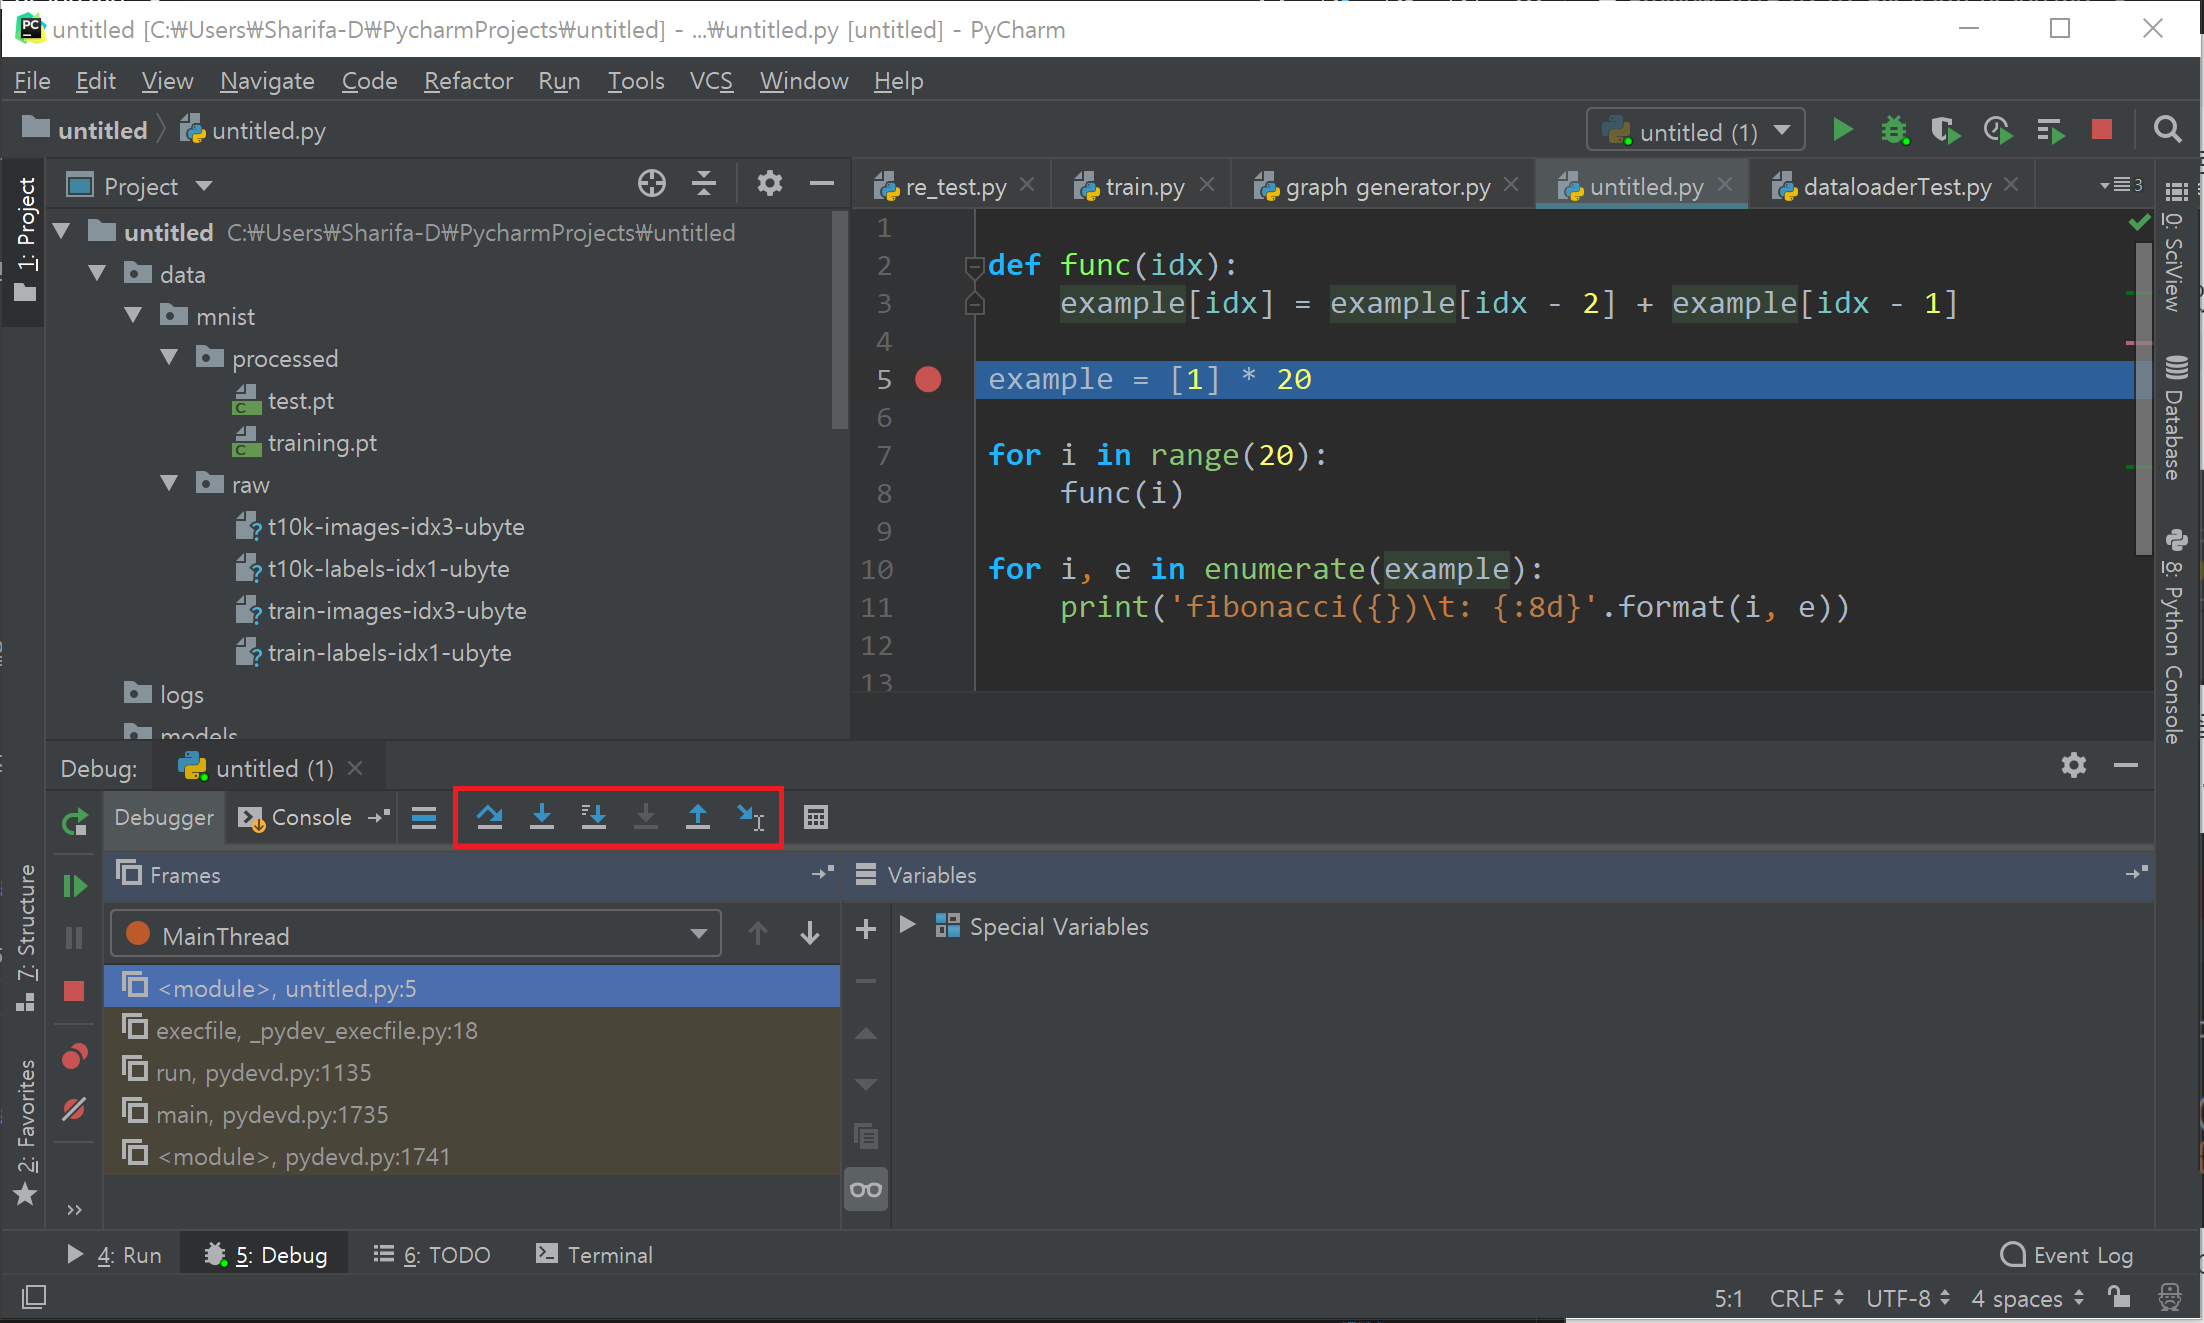 untitled [C:₩Users₩Sharifa-D₩PycharmProjects₩untitled] - ...₩untitled.py [untitled] - PyCharm
File Edit View Navigate Code Refactor Run Tools VCS Window Help
untitled untitled.py untitled (1)
1: Project
Project
re_test.py train.py graph generator.py untitled.py dataloaderTest.py 3
untitled C:₩Users₩Sharifa-D₩PycharmProjects₩untitled
data
mnist
processed
test.pt
training.pt
raw
t10k-images-idx3-ubyte
t10k-labels-idx1-ubyte
train-images-idx3-ubyte
train-labels-idx1-ubyte
logs
models
1
2 def func(idx):
3 example[idx] = example[idx - 2] + example[idx - 1]
4
5 example = [1] * 20
6
7 for i in range(20):
8 func(i)
9
10 for i, e in enumerate(example):
11 print('fibonacci({})\t: {:8d}'.format(i, e))
12
13
0: SciView
Database
8: Python Console
Debug: untitled (1)
Debugger Console
Frames Variables
MainThread
Special Variables
<module>, untitled.py:5
execfile, _pydev_execfile.py:18
run, pydevd.py:1135
main, pydevd.py:1735
<module>, pydevd.py:1741
7: Structure
2: Favorites
4: Run 5: Debug 6: TODO Terminal Event Log
5:1 CRLF UTF-8 4 spaces